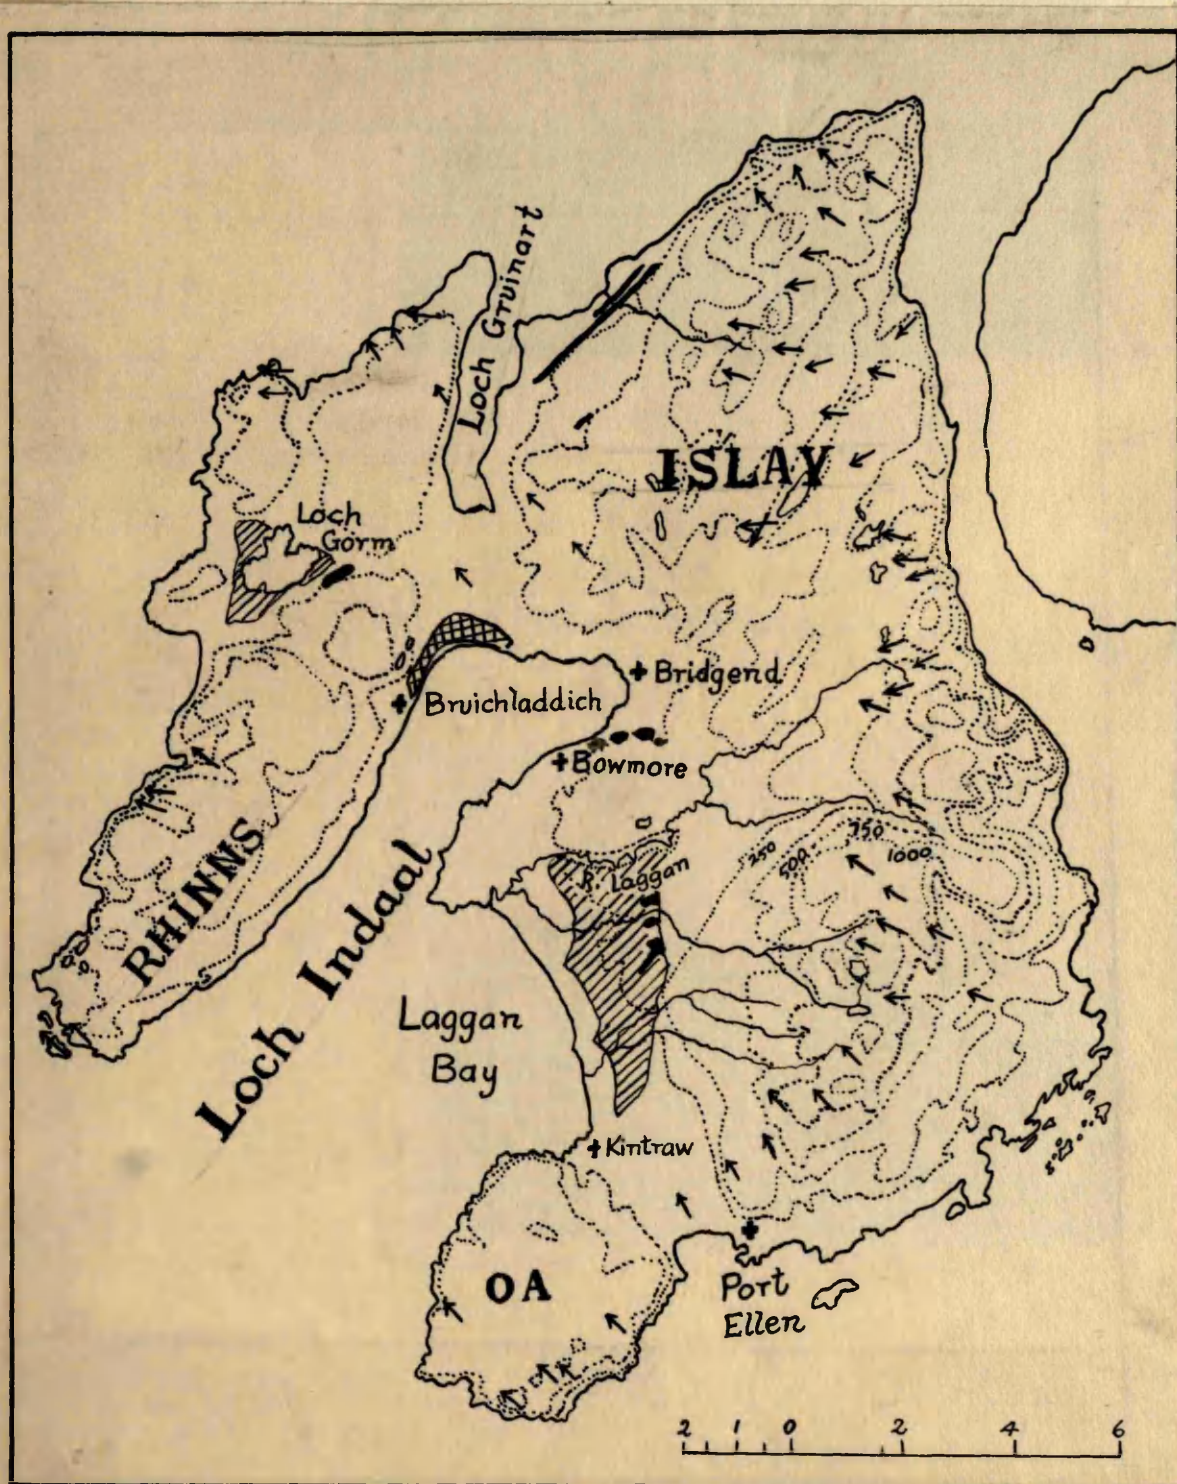 Loch Gruinart
ISLAY
Loch
Gorm
Bridgend
Bruichladdich
Bowmore
RHINNS
250
500
750
1000
R. Laggan
Loch Indaal
Laggan
Bay
Kintraw
OA
Port
Ellen
2 1 0 2 4 6